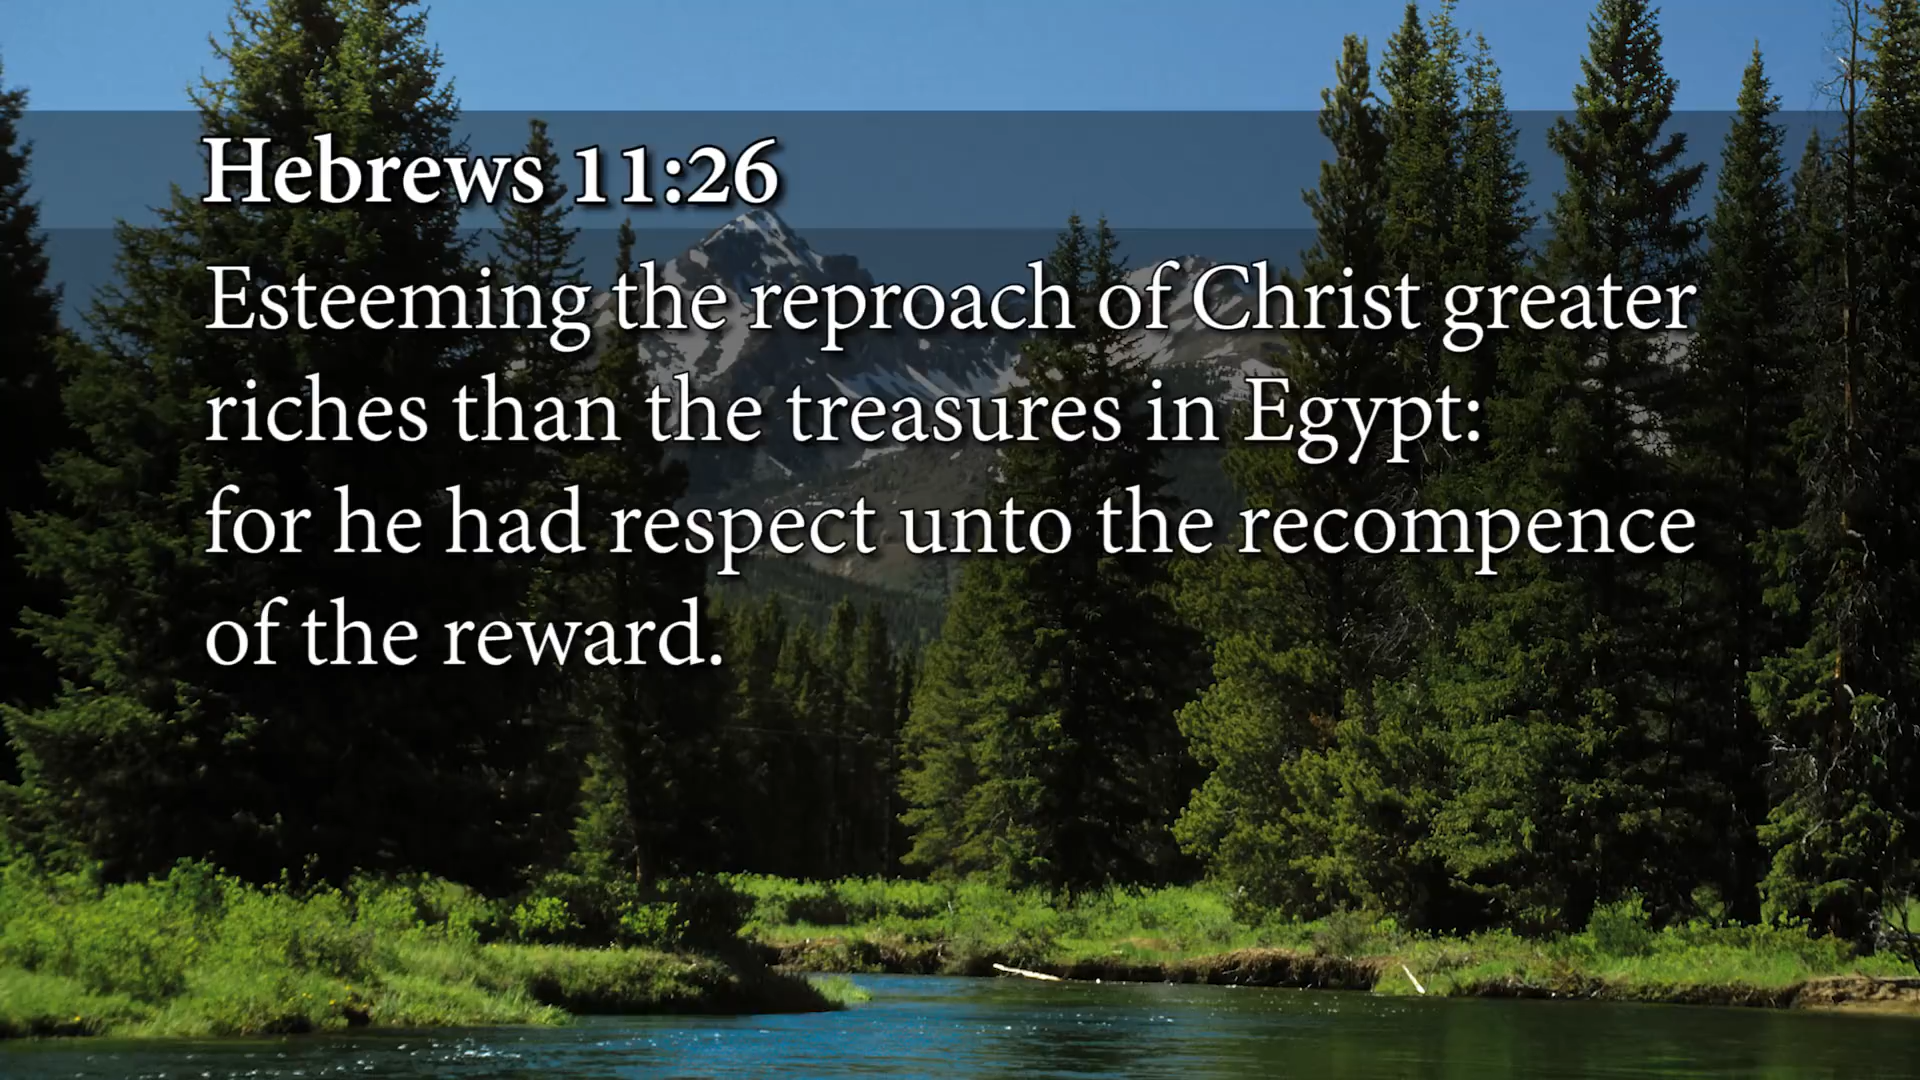 Hebrews 11:26
Esteeming the reproach of Christ greater
riches than the treasures in Egypt:
for he had respect unto the recompence
of the reward.